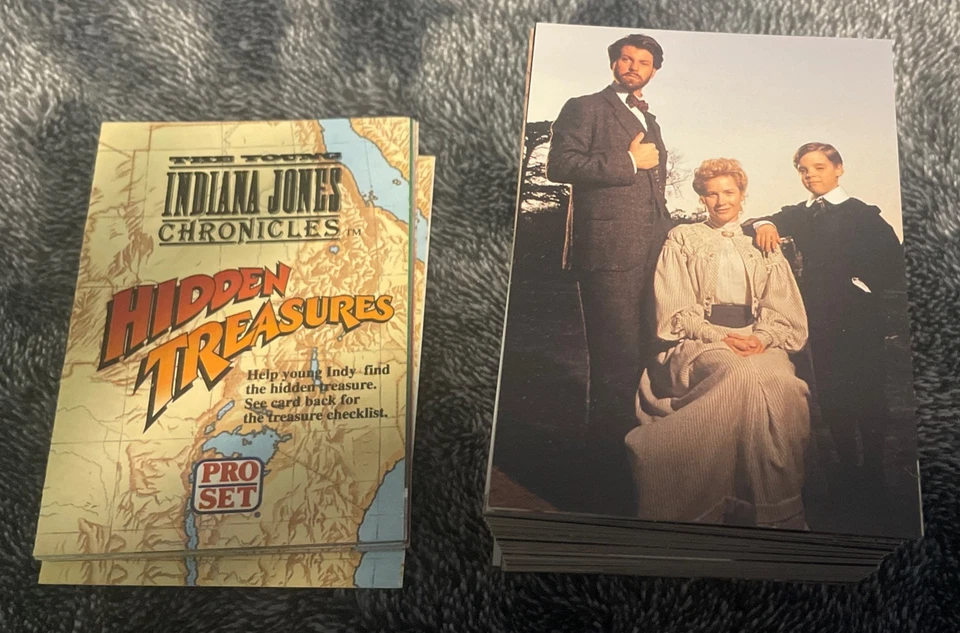 THE YOUNG
INDIANA JONES
CHRONICLES TM
HIDDEN
TREASURES
Help young Indy find
the hidden treasure.
See card back for
the treasure checklist.
PRO
SET
®